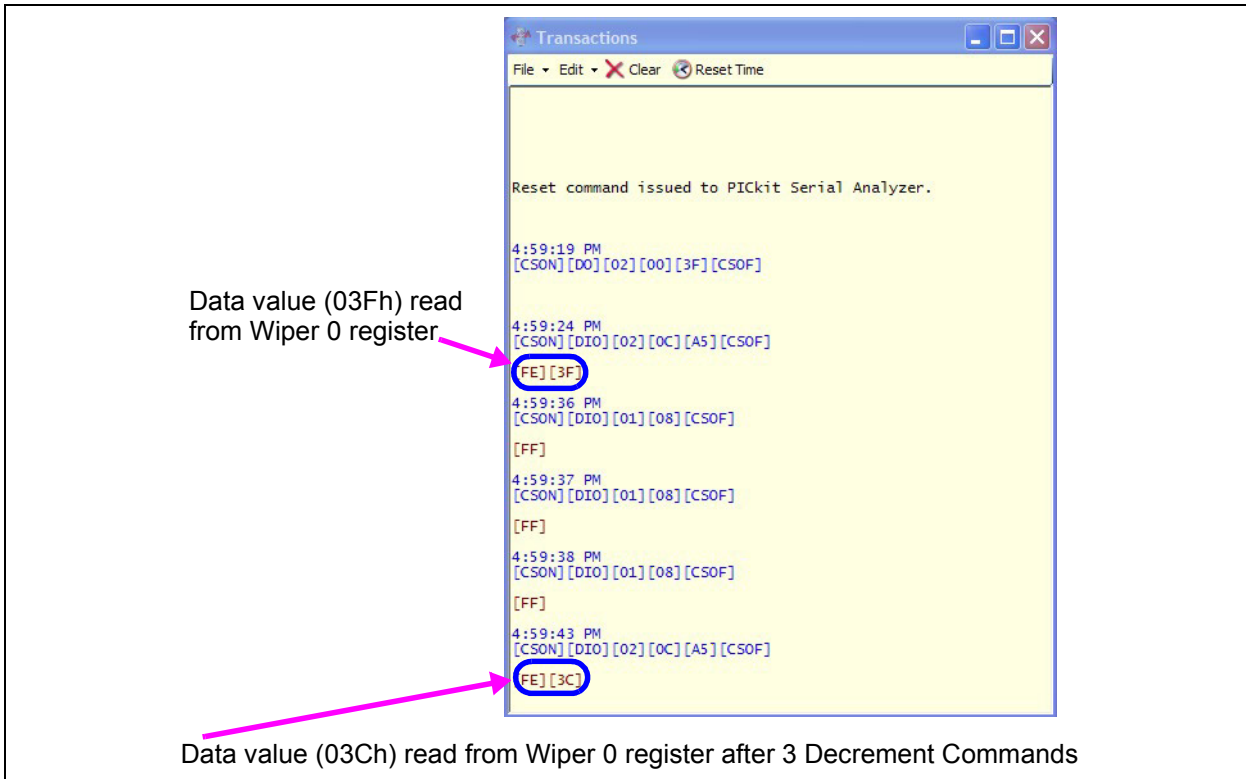 Transactions
File Edit Clear Reset Time
Reset command issued to PICkit Serial Analyzer.
4:59:19 PM
[CSON][DO][02][00][3F][CSOF]
Data value (03Fh) read
from Wiper 0 register
4:59:24 PM
[CSON][DIO][02][0C][A5][CSOF]
[FE][3F]
4:59:36 PM
[CSON][DIO][01][08][CSOF]
[FF]
4:59:37 PM
[CSON][DIO][01][08][CSOF]
[FF]
4:59:38 PM
[CSON][DIO][01][08][CSOF]
[FF]
4:59:43 PM
[CSON][DIO][02][0C][A5][CSOF]
[FE][3C]
Data value (03Ch) read from Wiper 0 register after 3 Decrement Commands